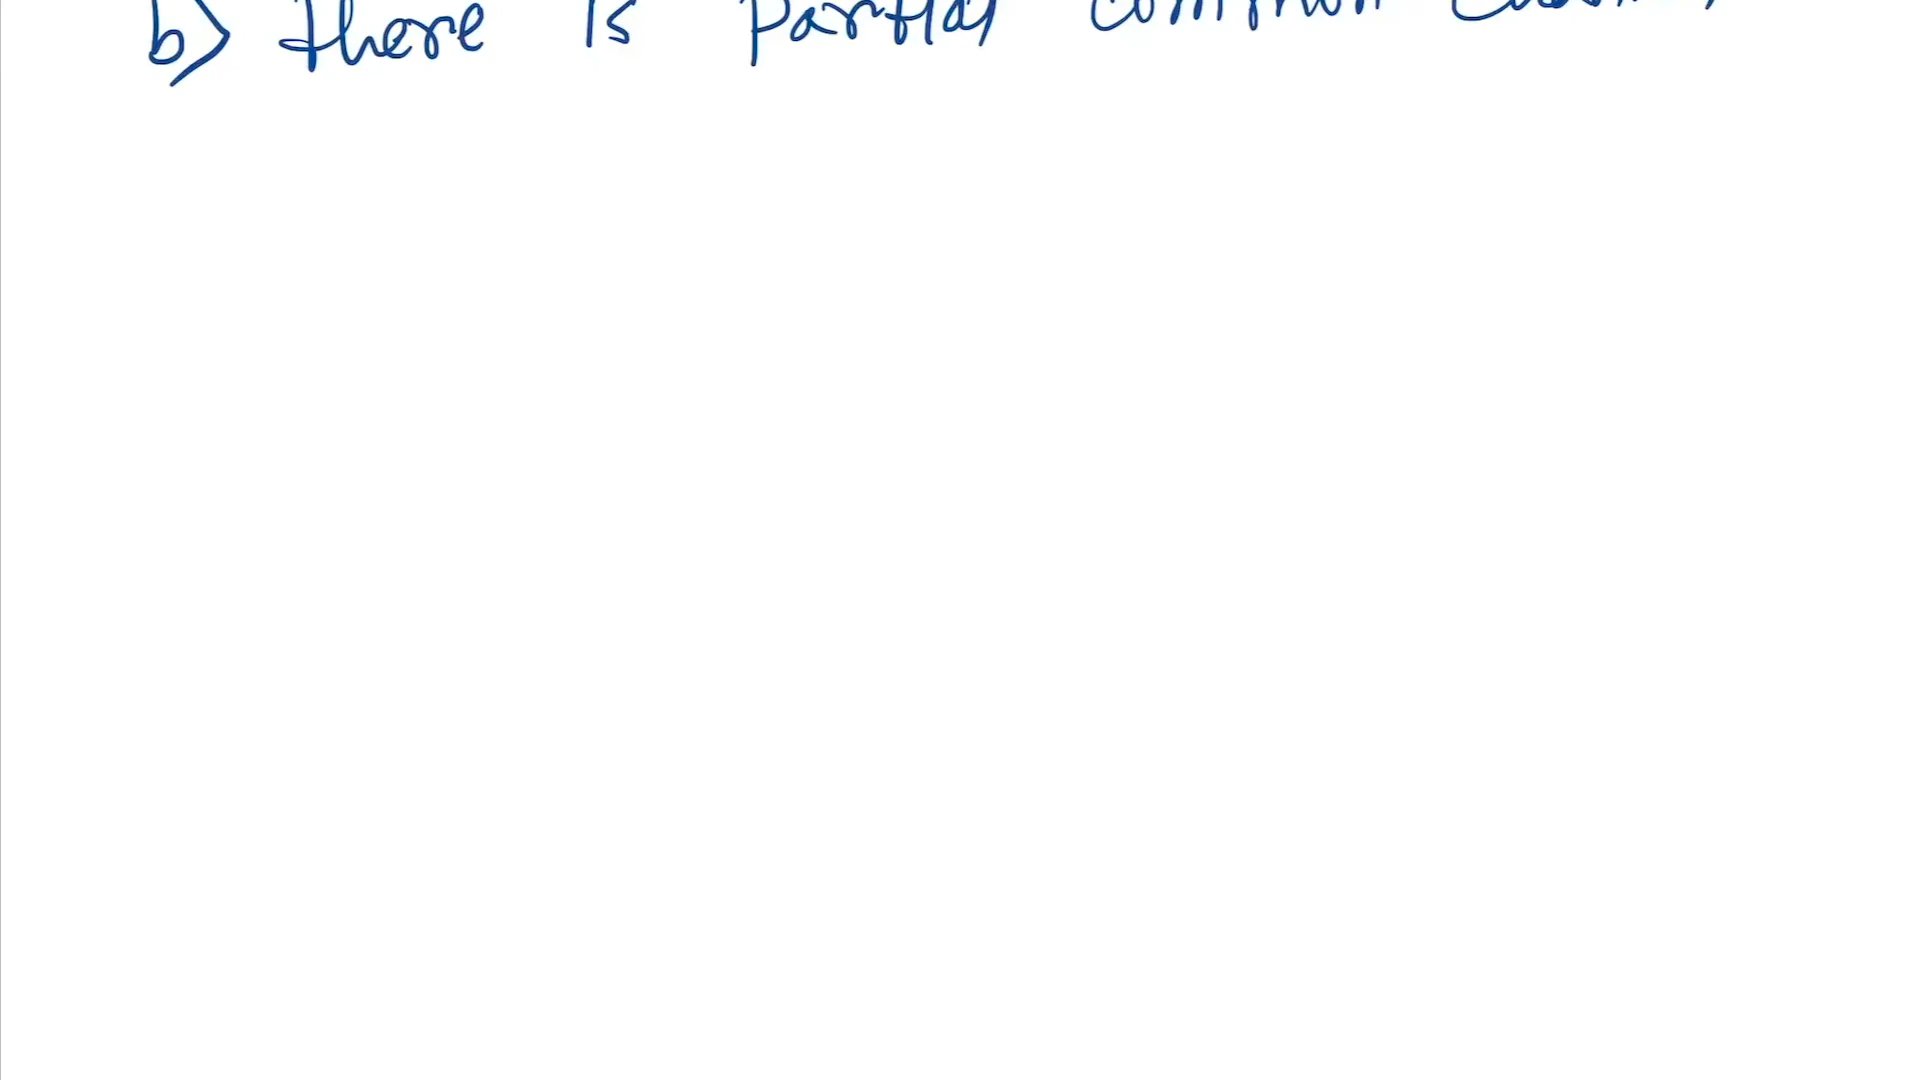 b) there is partial common